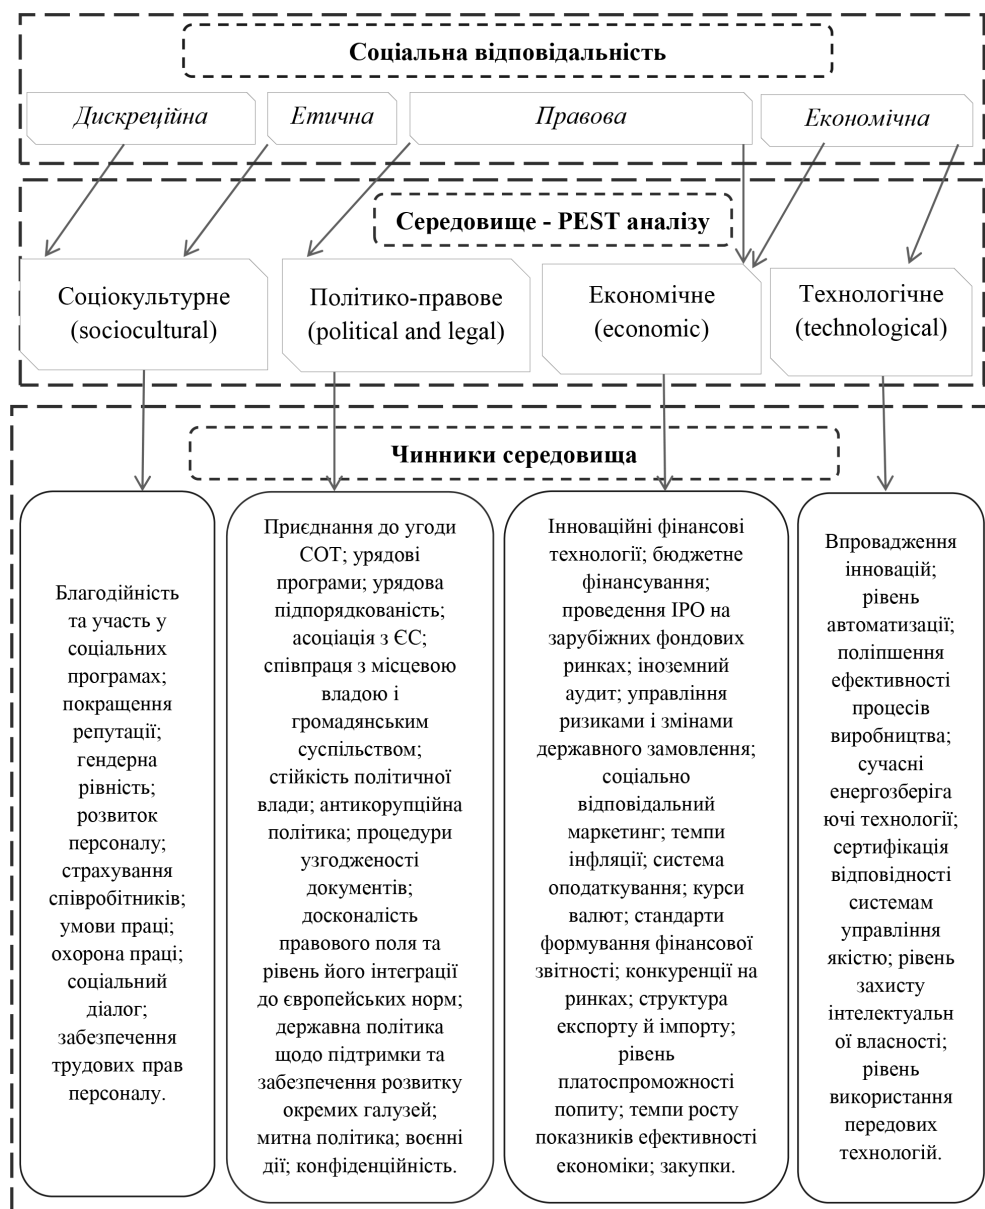 Соціальна відповідальність
Дискреційна
Етична
Правова
Економічна
Середовище - PEST аналізу
Соціокультурне
(sociocultural)
Політико-правове
(political and legal)
Економічне
(economic)
Технологічне
(technological)
Чинники середовища
Благодійність
та участь у
соціальних
програмах;
покращення
репутації;
гендерна
рівність;
розвиток
персоналу;
страхування
співробітників;
умови праці;
охорона праці;
соціальний
діалог;
забезпечення
трудових прав
персоналу.
Приєднання до угоди
СОТ; урядові
програми; урядова
підпорядкованість;
асоціація з ЄС;
співпраця з місцевою
владою і
громадянським
суспільством;
стійкість політичної
влади; антикорупційна
політика; процедури
узгодженості
документів;
досконалість
правового поля та
рівень його інтеграції
до європейських норм;
державна політика
щодо підтримки та
забезпечення розвитку
окремих галузей;
митна політика; воєнні
дії; конфіденційність.
Інноваційні фінансові
технології; бюджетне
фінансування;
проведення IPO на
зарубіжних фондових
ринках; іноземний
аудит; управління
ризиками і змінами
державного замовлення;
соціально
відповідальний
маркетинг; темпи
інфляції; система
оподаткування; курси
валют; стандарти
формування фінансової
звітності; конкуренції на
ринках; структура
експорту й імпорту;
рівень
платоспроможності
попиту; темпи росту
показників ефективності
економіки; закупки.
Впровадження
інновацій;
рівень
автоматизації;
поліпшення
ефективності
процесів
виробництва;
сучасні
енергозберіга
ючі технології;
сертифікація
відповідності
системам
управління
якістю; рівень
захисту
інтелектуальн
ої власності;
рівень
використання
передових
технологій.